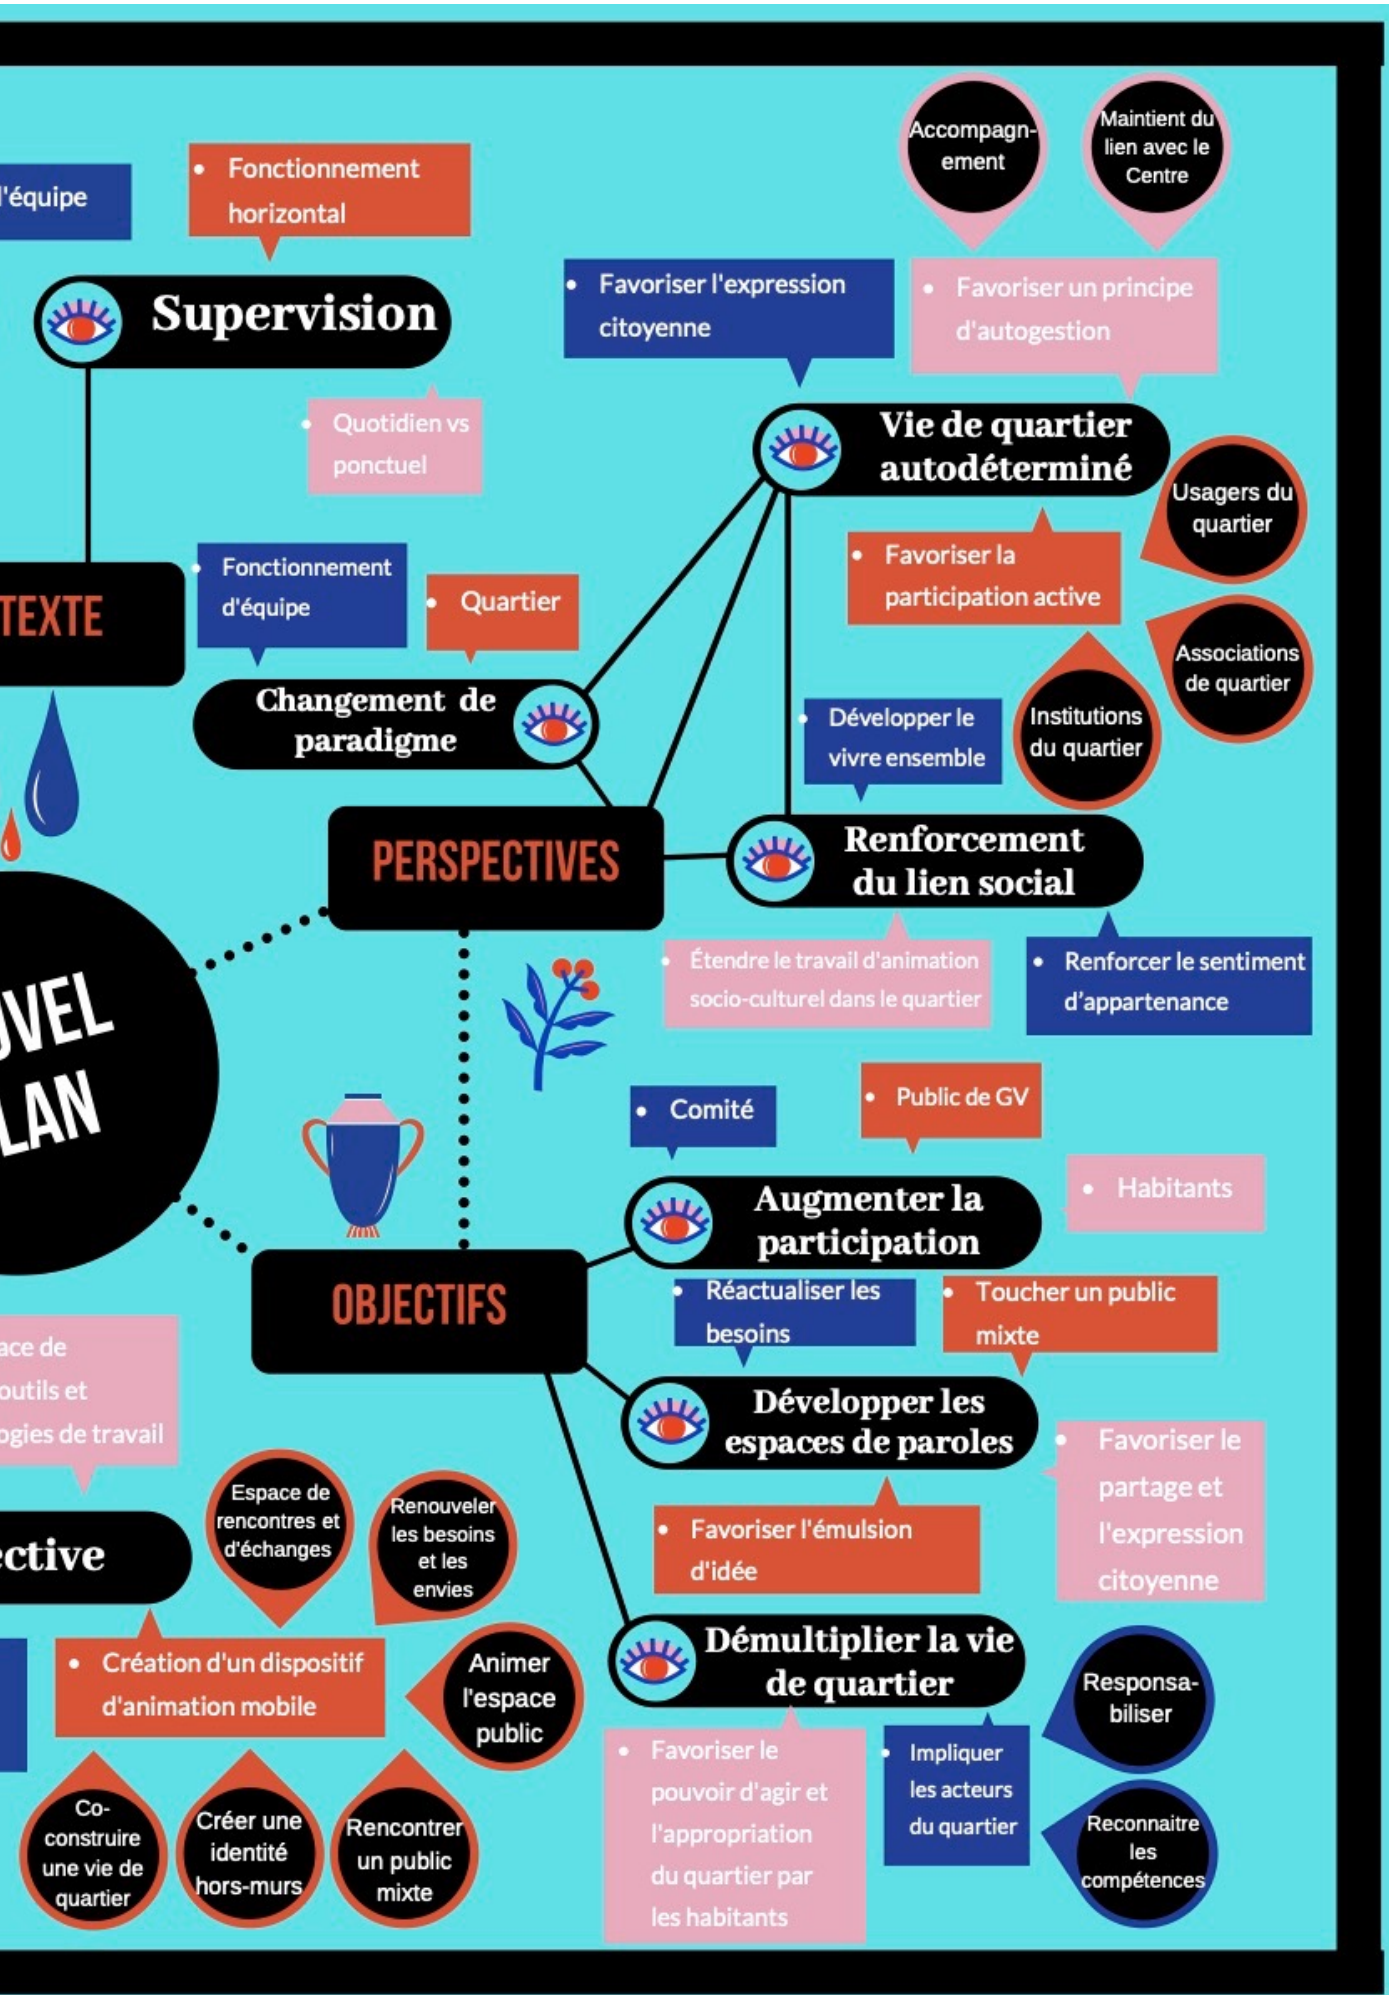 l'équipe
Fonctionnement
horizontal
Supervision
Quotidien vs
ponctuel
Accompagn-
ement
Maintient du
lien avec le
Centre
Favoriser l'expression
citoyenne
Favoriser un principe
d'autogestion
Vie de quartier
autodéterminé
Usagers du
quartier
Favoriser la
participation active
Associations
de quartier
Institutions
du quartier
TEXTE
Fonctionnement
d'équipe
Quartier
Changement de
paradigme
Développer le
vivre ensemble
PERSPECTIVES
Renforcement
du lien social
Étendre le travail d'animation
socio-culturel dans le quartier
Renforcer le sentiment
d'appartenance
UVEL
LAN
Comité
Public de GV
Augmenter la
participation
Habitants
OBJECTIFS
Réactualiser les
besoins
Toucher un public
mixte
Développer les
espaces de paroles
Favoriser le
partage et
l'expression
citoyenne
Favoriser l'émulsion
d'idée
Démultiplier la vie
de quartier
Responsa-
biliser
Favoriser le
pouvoir d'agir et
l'appropriation
du quartier par
les habitants
Impliquer
les acteurs
du quartier
Reconnaitre
les
compétences
ace de
outils et
ogies de travail
ective
Espace de
rencontres et
d'échanges
Renouveler
les besoins
et les
envies
Création d'un dispositif
d'animation mobile
Animer
l'espace
public
Co-
construire
une vie de
quartier
Créer une
identité
hors-murs
Rencontrer
un public
mixte